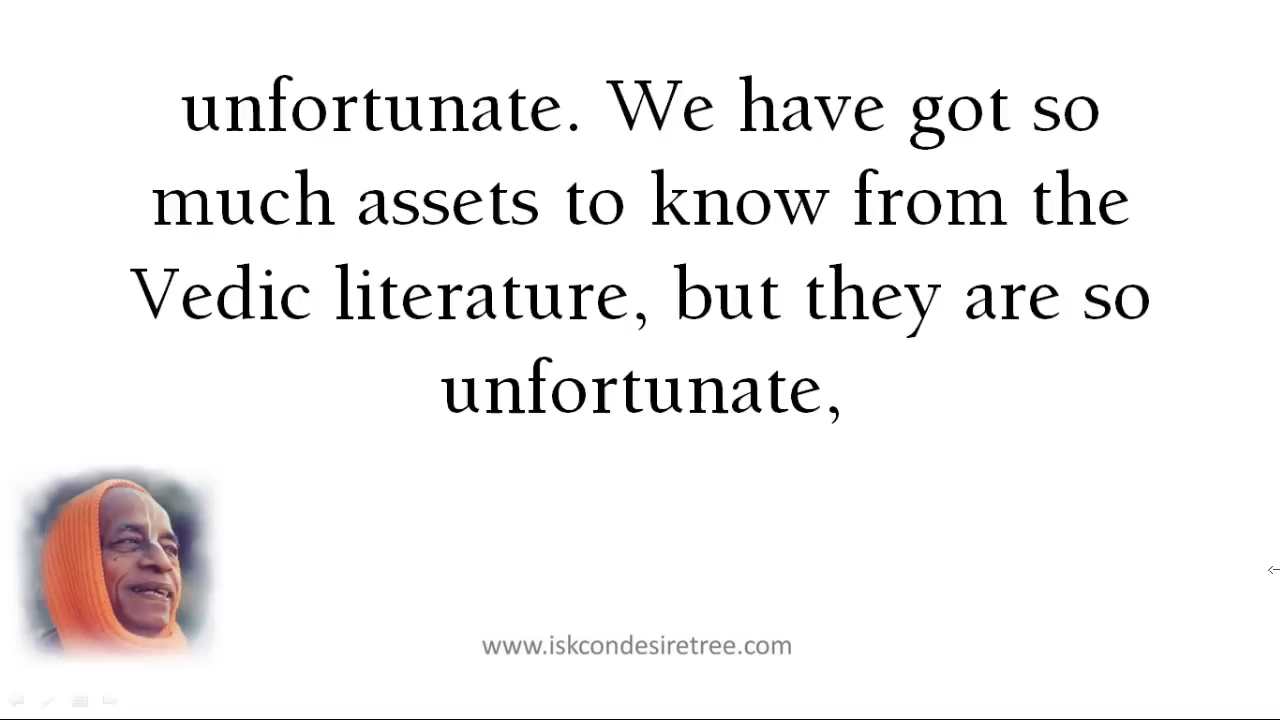 unfortunate. We have got so
much assets to know from the
Vedic literature, but they are so
unfortunate,
www.iskcondesiretree.com